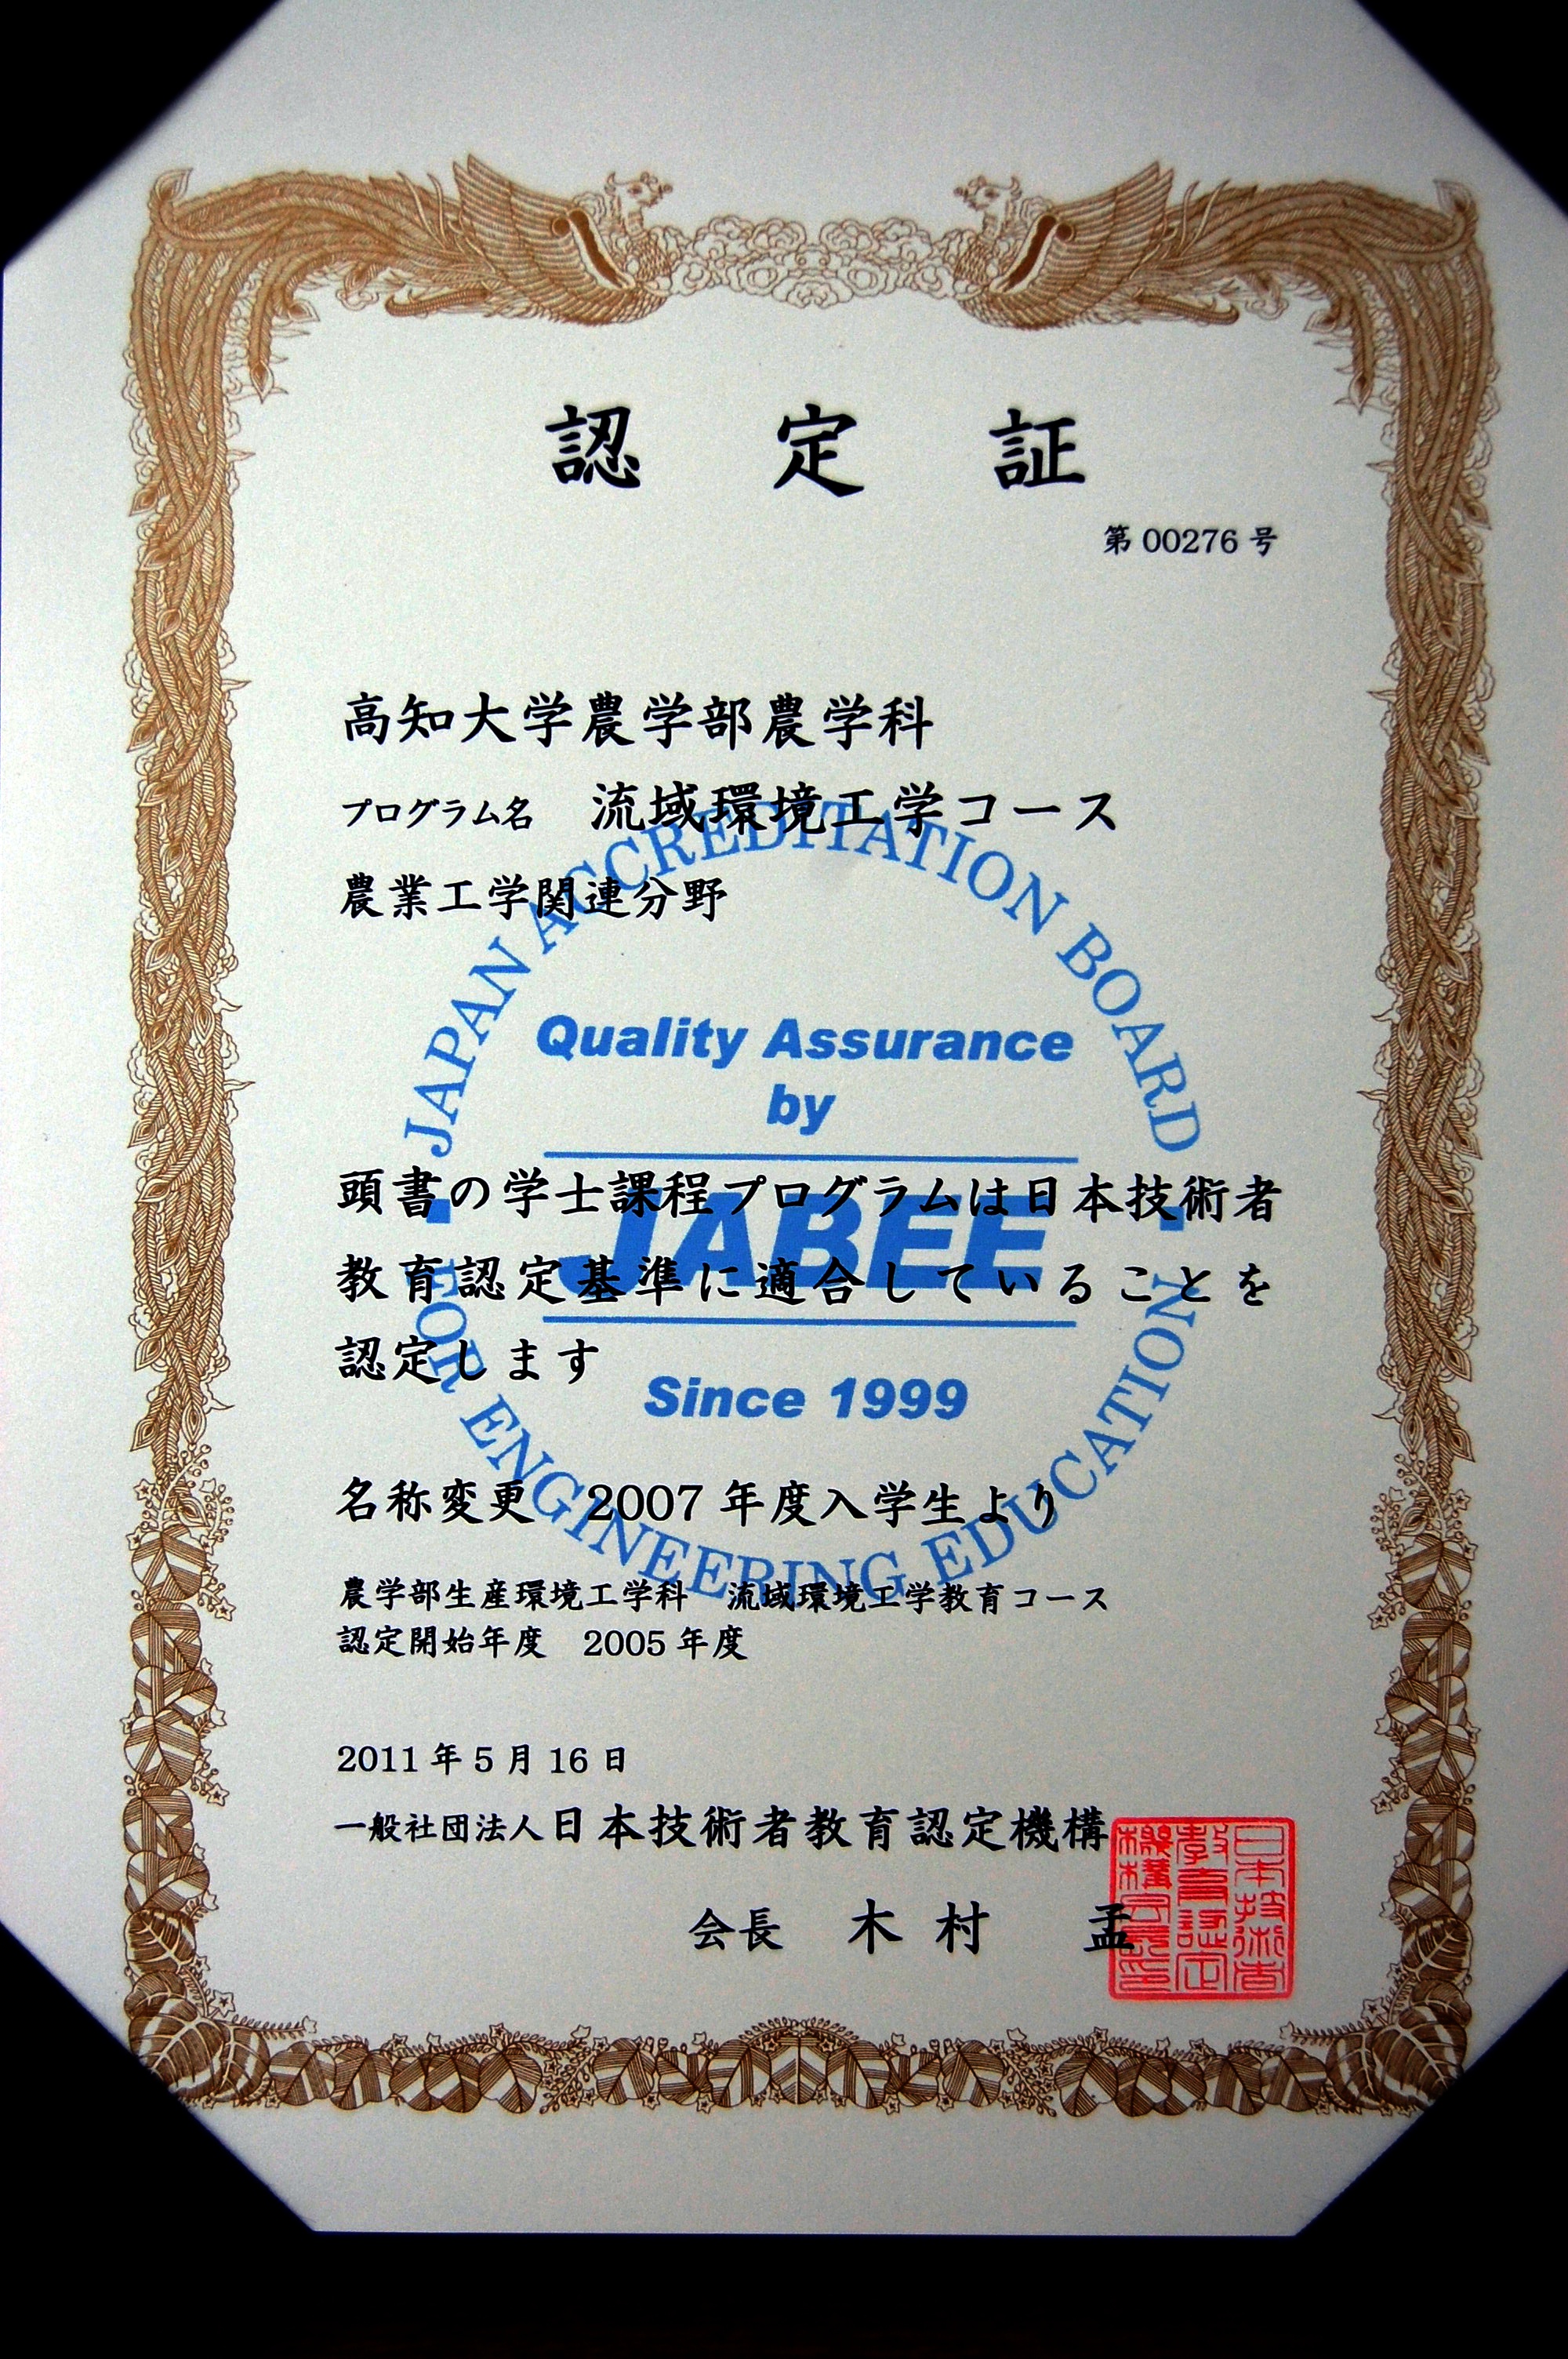 認定証
第 00276 号
高知大学農学部農学科
プログラム名 流域環境工学コース
農業工学関連分野
JAPAN ACCREDITATION BOARD
Quality Assurance
by
JABEE
Since 1999
FOR ENGINEERING EDUCATION
頭書の学士課程プログラムは日本技術者
教育認定基準に適合していることを
認定します
名称変更 2007 年度入学生より
農学部生産環境工学科 流域環境工学教育コース
認定開始年度 2005 年度
2011 年 5 月 16 日
一般社団法人日本技術者教育認定機構
会長 木村 孟
日本技術者
教育認定
機構会長印